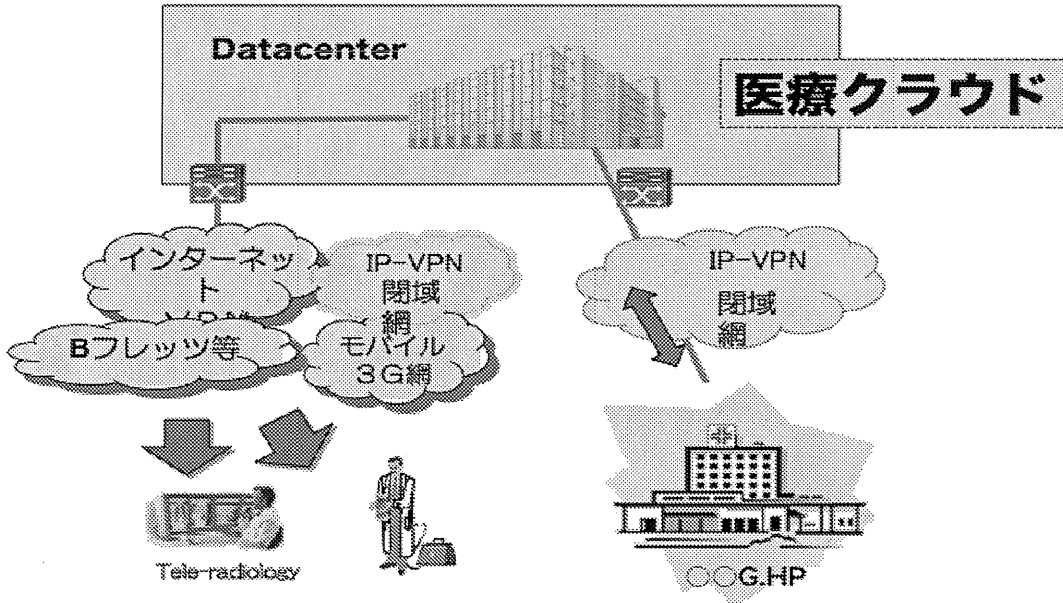 Datacenter
医療クラウド
インターネッ
ト
VPN
IP-VPN
閉域
網
Bフレッツ等
モバイル
3G網
IP-VPN
閉域
網
Tele-radiology
○○G.HP